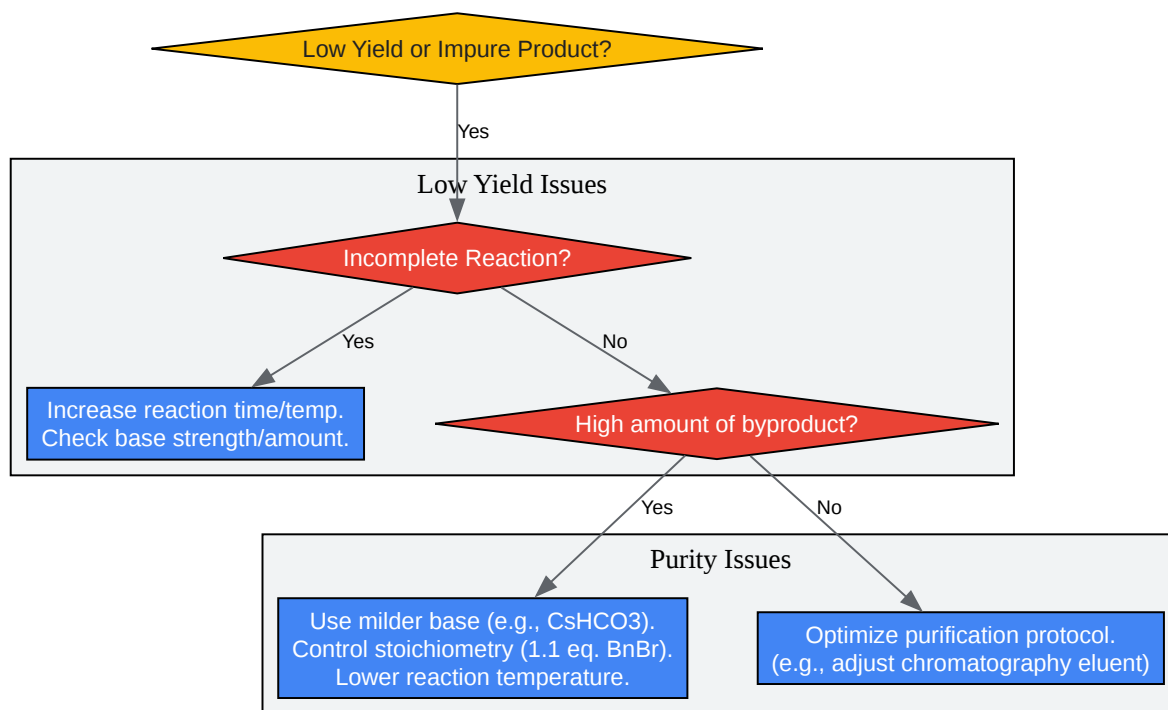 Low Yield or Impure Product?
Yes
Low Yield Issues
Incomplete Reaction?
Yes
No
Increase reaction time/temp.
Check base strength/amount.
High amount of byproduct?
Yes
No
Purity Issues
Use milder base (e.g., CsHCO3).
Control stoichiometry (1.1 eq. BnBr).
Lower reaction temperature.
Optimize purification protocol.
(e.g., adjust chromatography eluent)